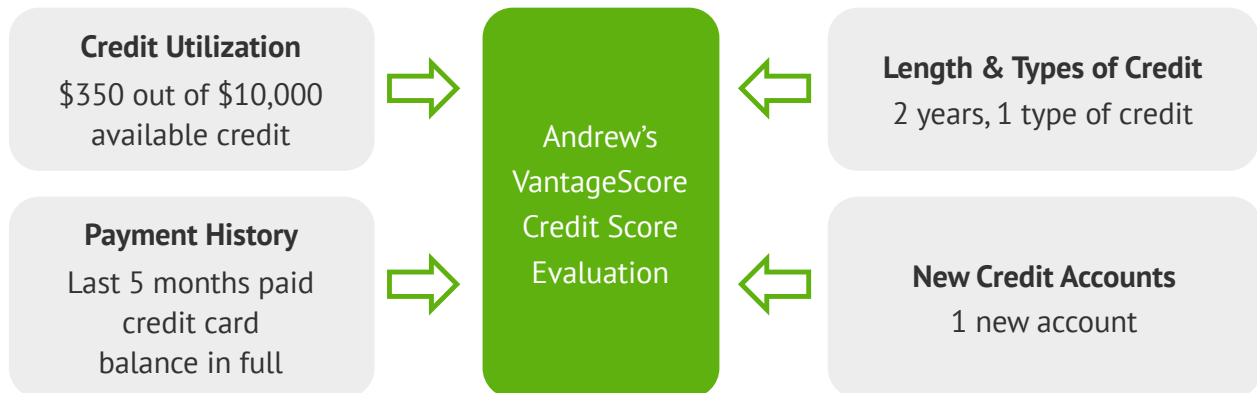 Credit Utilization
$350 out of $10,000
available credit
Payment History
Last 5 months paid
credit card
balance in full
Andrew’s
VantageScore
Credit Score
Evaluation
Length & Types of Credit
2 years, 1 type of credit
New Credit Accounts
1 new account